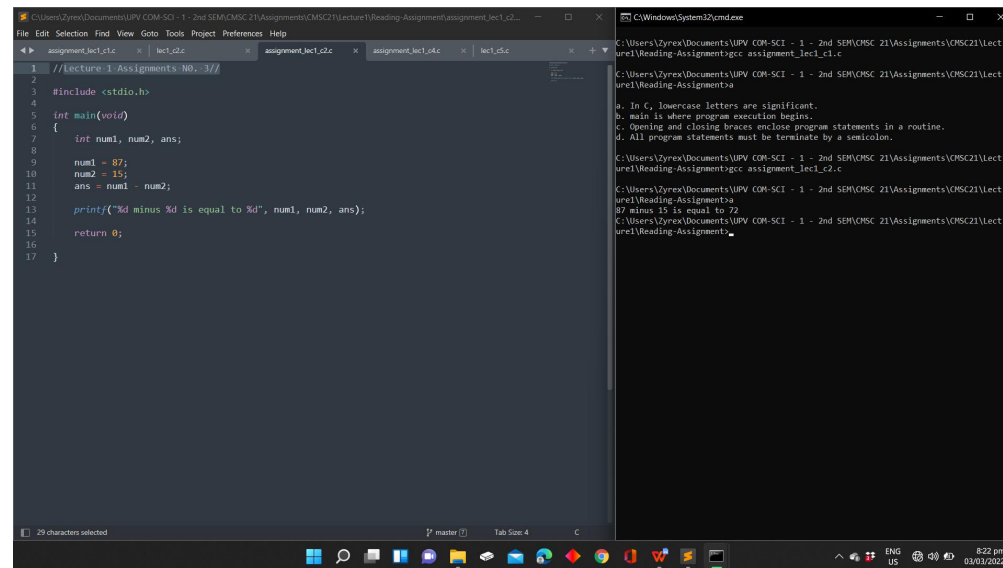 C:\Users\Zyrex\Documents\UPV COM-SCI - 1 - 2nd SEM\CMSC 21\Assignments\CMSC21\Lecture1\Reading-Assignment\assignment_lec1_c2...
File Edit Selection Find View Goto Tools Project Preferences Help
assignment_lec1_c1.c × lec1_c2.c × assignment_lec1_c2.c × assignment_lec1_c4.c × lec1_c5.c ×
1 //Lecture 1 Assignments N0. 3//
2
3 #include <stdio.h>
4
5 int main(void)
6 {
7 int num1, num2, ans;
8
9 num1 = 87;
10 num2 = 15;
11 ans = num1 - num2;
12
13 printf("%d minus %d is equal to %d", num1, num2, ans);
14
15 return 0;
16
17 }
29 characters selected
master 7 Tab Size: 4 C
C:\Windows\System32\cmd.exe
C:\Users\Zyrex\Documents\UPV COM-SCI - 1 - 2nd SEM\CMSC 21\Assignments\CMSC21\Lect
ure1\Reading-Assignment>gcc assignment_lec1_c1.c
C:\Users\Zyrex\Documents\UPV COM-SCI - 1 - 2nd SEM\CMSC 21\Assignments\CMSC21\Lect
ure1\Reading-Assignment>a
a. In C, lowercase letters are significant.
b. main is where program execution begins.
c. Opening and closing braces enclose program statements in a routine.
d. All program statements must be terminate by a semicolon.
C:\Users\Zyrex\Documents\UPV COM-SCI - 1 - 2nd SEM\CMSC 21\Assignments\CMSC21\Lect
ure1\Reading-Assignment>gcc assignment_lec1_c2.c
C:\Users\Zyrex\Documents\UPV COM-SCI - 1 - 2nd SEM\CMSC 21\Assignments\CMSC21\Lect
ure1\Reading-Assignment>a
87 minus 15 is equal to 72
C:\Users\Zyrex\Documents\UPV COM-SCI - 1 - 2nd SEM\CMSC 21\Assignments\CMSC21\Lect
ure1\Reading-Assignment>
ENG
US
8:22 pm